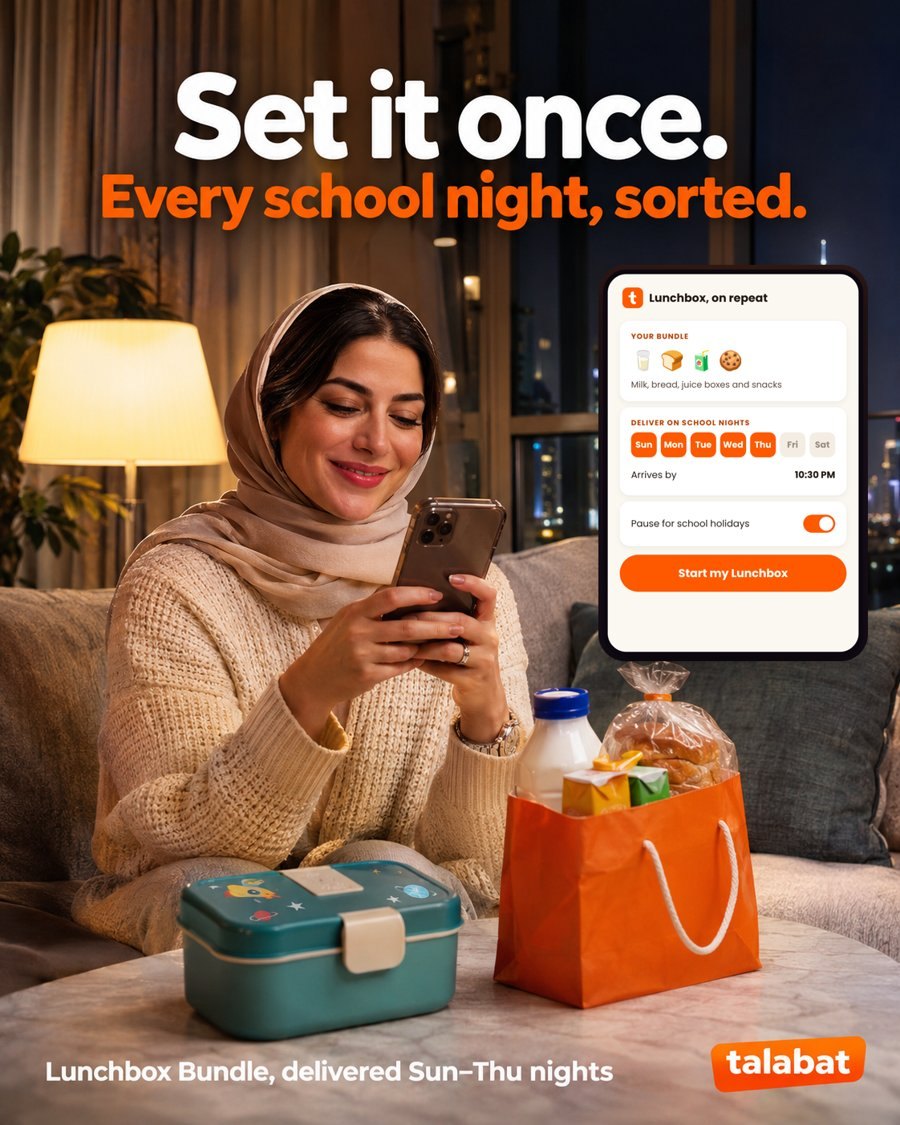 Set it once.
Every school night, sorted.
t Lunchbox, on repeat
YOUR BUNDLE
Milk, bread, juice boxes and snacks
DELIVER ON SCHOOL NIGHTS
Sun Mon Tue Wed Thu Fri Sat
Arrives by 10:30 PM
Pause for school holidays
Start my Lunchbox
Lunchbox Bundle, delivered Sun–Thu nights
talabat